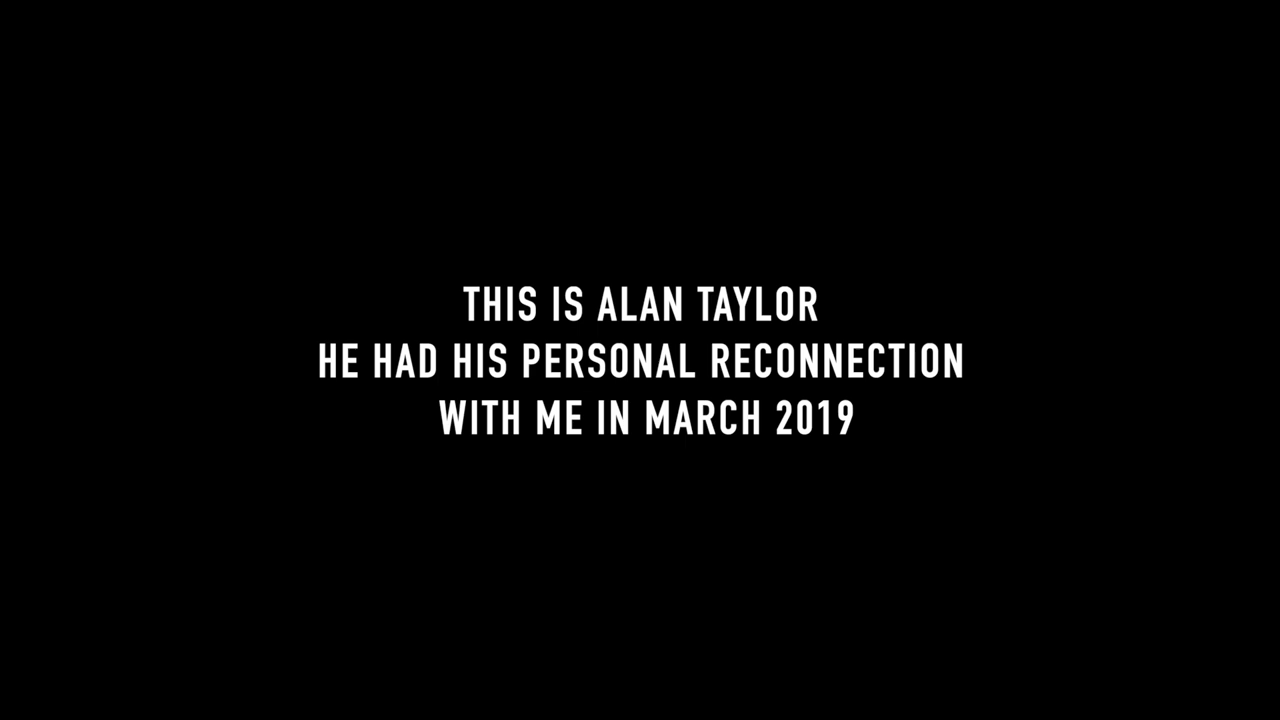 THIS IS ALAN TAYLOR
HE HAD HIS PERSONAL RECONNECTION
WITH ME IN MARCH 2019